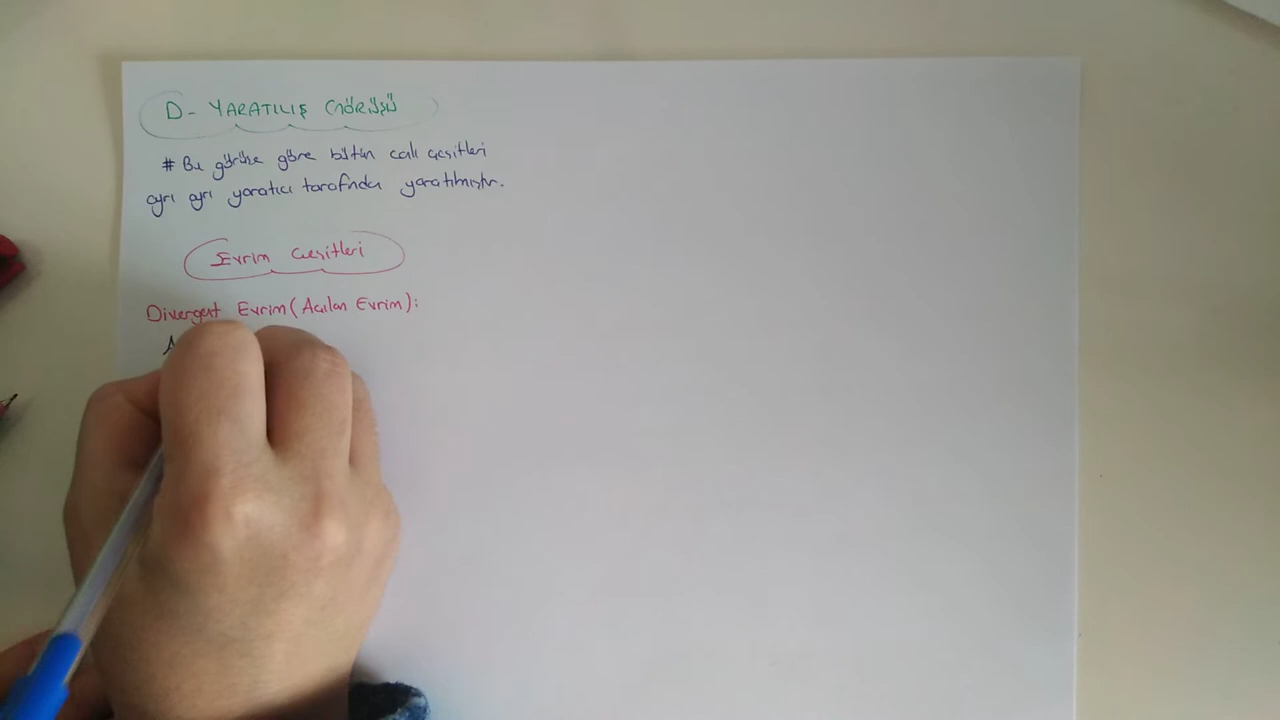 D- YARATILIŞ GÖRÜŞÜ
# Bu görüşe göre bütün canlı çeşitleri
ayrı ayrı yaratıcı tarafından yaratılmıştır.
Evrim Çeşitleri
Divergent Evrim (Açılan Evrim):
A